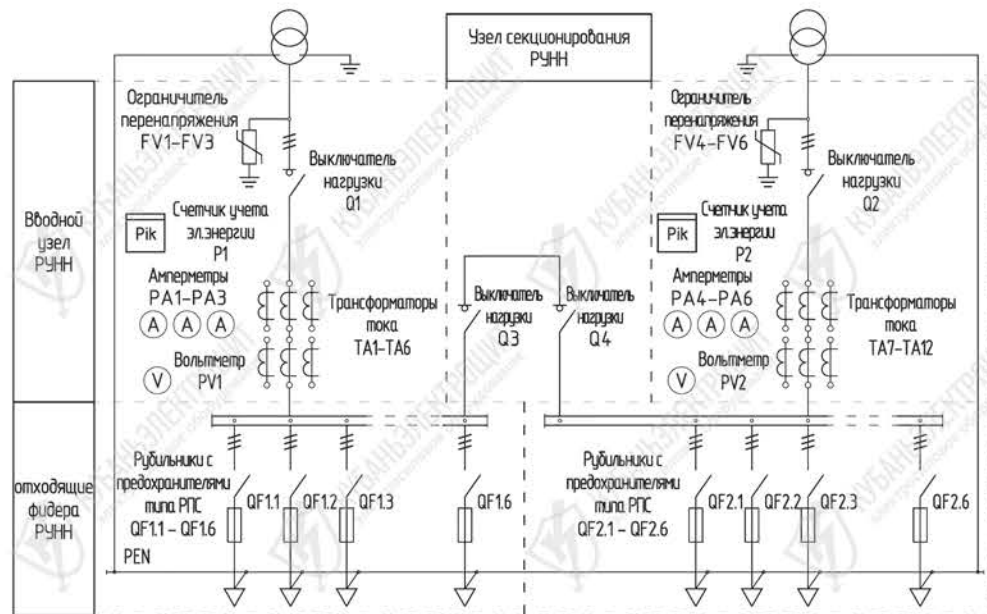 Узел секционирования
РУНН
Ограничитель
перенапряжения
FV1-FV3
Выключатель
нагрузки
Q1
Вводной
узел
РУНН
Pik
Счетчик учета
эл.энергии
P1
Амперметры
PA1-PA3
A A A
Трансформаторы
тока
TA1-TA6
Вольтметр
PV1
V
Выключатель
нагрузки
Q3
Выключатель
нагрузки
Q4
Ограничитель
перенапряжения
FV4-FV6
Выключатель
нагрузки
Q2
Pik
Счетчик учета
эл.энергии
P2
Амперметры
PA4-PA6
A A A
Трансформаторы
тока
TA7-TA12
Вольтметр
PV2
V
отходящие
фидера
РУНН
Рубильники с
предохранителями
типа РПС
QF1.1 - QF1.6
QF1.1 QF1.2 QF1.3 QF1.6
PEN
Рубильники с
предохранителями
типа РПС
QF2.1 - QF2.6
QF2.1 QF2.2 QF2.3 QF2.6
КУБАНЬЭЛЕКТРОЩИТ
электрощитовое оборудование